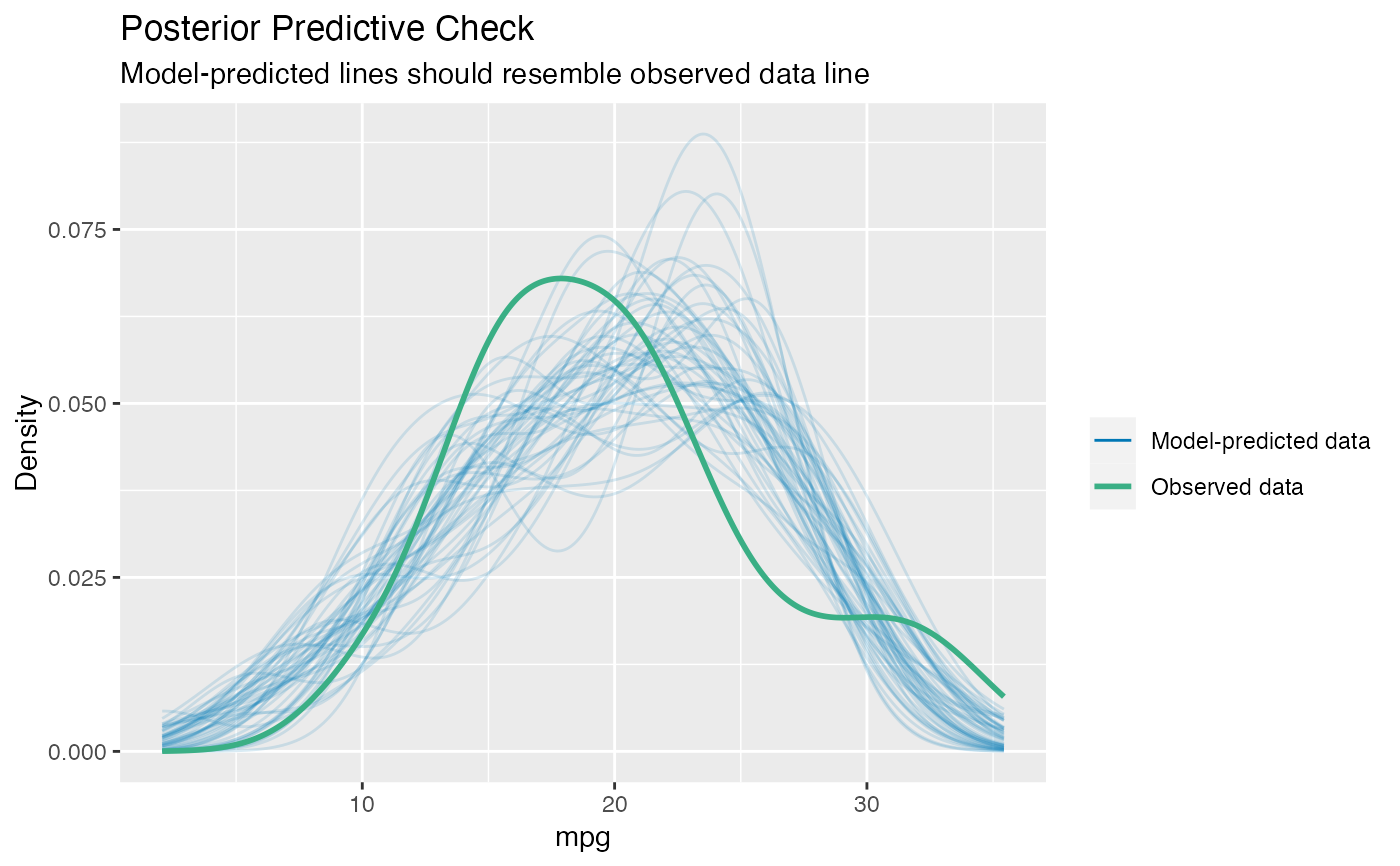 Posterior Predictive Check
Model-predicted lines should resemble observed data line
Density
0.075
0.050
0.025
0.000
10
20
30
mpg
Model-predicted data
Observed data